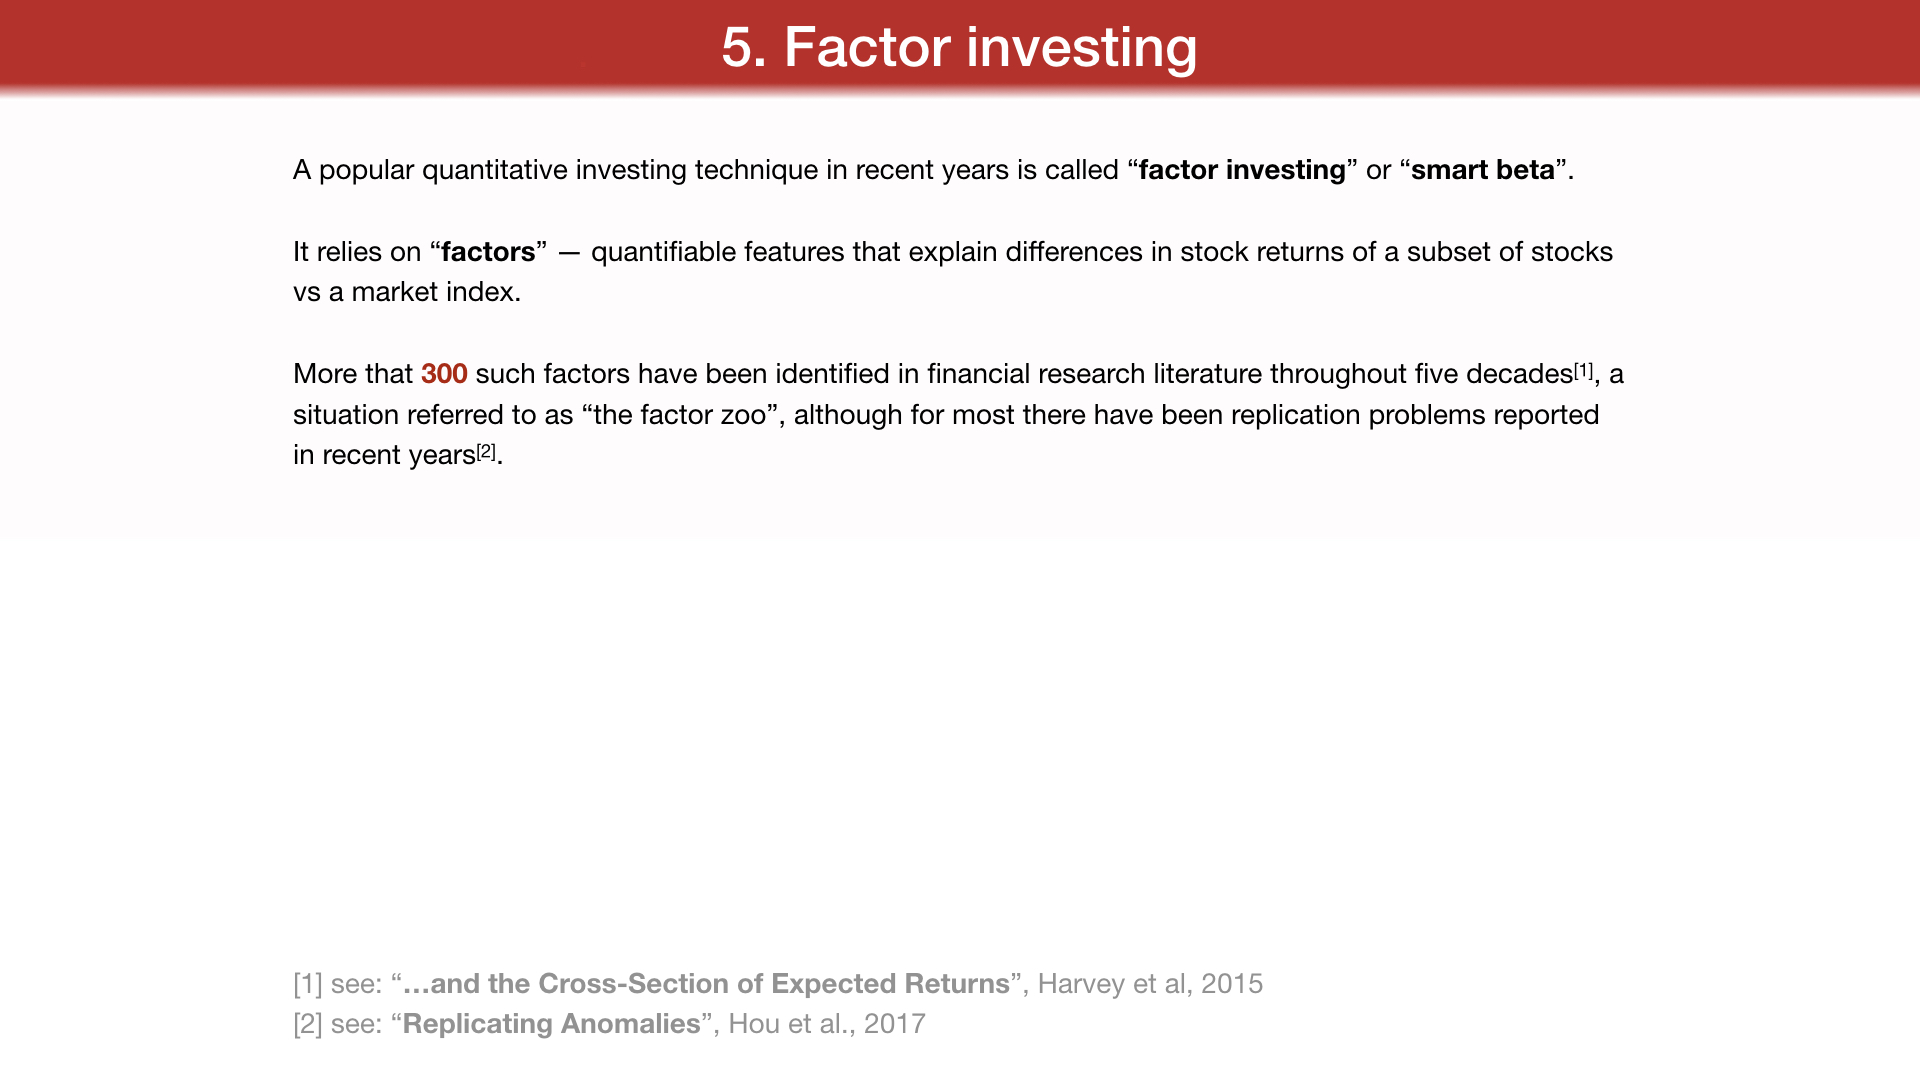 5. Factor investing
A popular quantitative investing technique in recent years is called “factor investing” or “smart beta”.
It relies on “factors” — quantifiable features that explain differences in stock returns of a subset of stocks
vs a market index.
More that 300 such factors have been identified in financial research literature throughout five decades[1], a
situation referred to as “the factor zoo”, although for most there have been replication problems reported
in recent years[2].
[1] see: “…and the Cross-Section of Expected Returns”, Harvey et al, 2015
[2] see: “Replicating Anomalies”, Hou et al., 2017